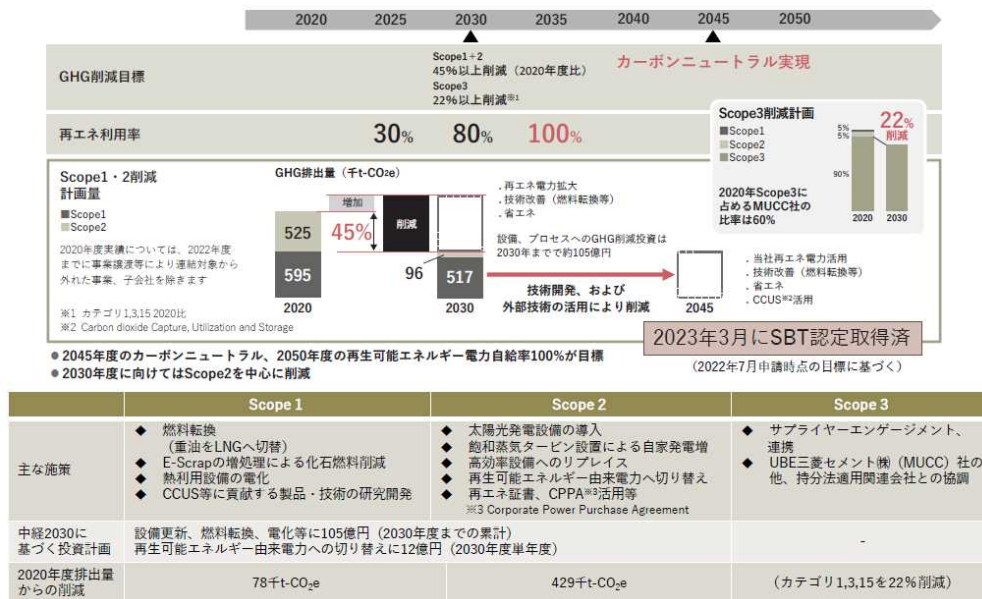 2020 2025 2030 2035 2040 2045 2050
GHG削減目標
Scope1+2
45%以上削減（2020年度比）
Scope3
22%以上削減※1
カーボンニュートラル実現
再エネ利用率
30% 80% 100%
Scope3削減計画
Scope1
Scope2
Scope3
2020年Scope3に
占めるMUCC社の
比率は60%
22%
削減
5%
5%
90%
2020 2030
Scope1・2削減
計画量
Scope1
Scope2
2020年度実績については、2022年度
までに事業譲渡等により連結対象から
外れた事業、子会社を除きます
※1 カテゴリ1,3,15 2020比
※2 Carbon dioxide Capture, Utilization and Storage
GHG排出量（千t-CO2e）
525
595
2020
増加
45%
削減
96
517
2030
. 再エネ電力拡大
. 技術改善（燃料転換等）
. 省エネ
設備、プロセスへのGHG削減投資は
2030年までで約105億円
技術開発、および
外部技術の活用により削減
2045
. 当社再エネ電力活用
. 技術改善（燃料転換等）
. 省エネ
. CCUS※2活用
2023年3月にSBT認定取得済
（2022年7月申請時点の目標に基づく）
● 2045年度のカーボンニュートラル、2050年度の再生可能エネルギー電力自給率100%が目標
● 2030年度に向けてはScope2を中心に削減
Scope 1 Scope 2 Scope 3
主な施策
◆ 燃料転換
（重油をLNGへ切替）
◆ E-Scrapの増処理による化石燃料削減
◆ 熱利用設備の電化
◆ CCUS等に貢献する製品・技術の研究開発
◆ 太陽光発電設備の導入
◆ 飽和蒸気タービン設置による自家発電増
◆ 高効率設備へのリプレイス
◆ 再生可能エネルギー由来電力へ切り替え
◆ 再エネ証書、CPPA※3活用等
※3 Corporate Power Purchase Agreement
◆ サプライヤーエンゲージメント、
連携
◆ UBE三菱セメント㈱（MUCC）社の
他、持分法適用関連会社との協調
中経2030に
基づく投資計画
設備更新、燃料転換、電化等に105億円（2030年度までの累計）
再生可能エネルギー由来電力への切り替えに12億円（2030年度単年度）
-
2020年度排出量
からの削減
78千t-CO2e
429千t-CO2e
（カテゴリ1,3,15を22%削減）